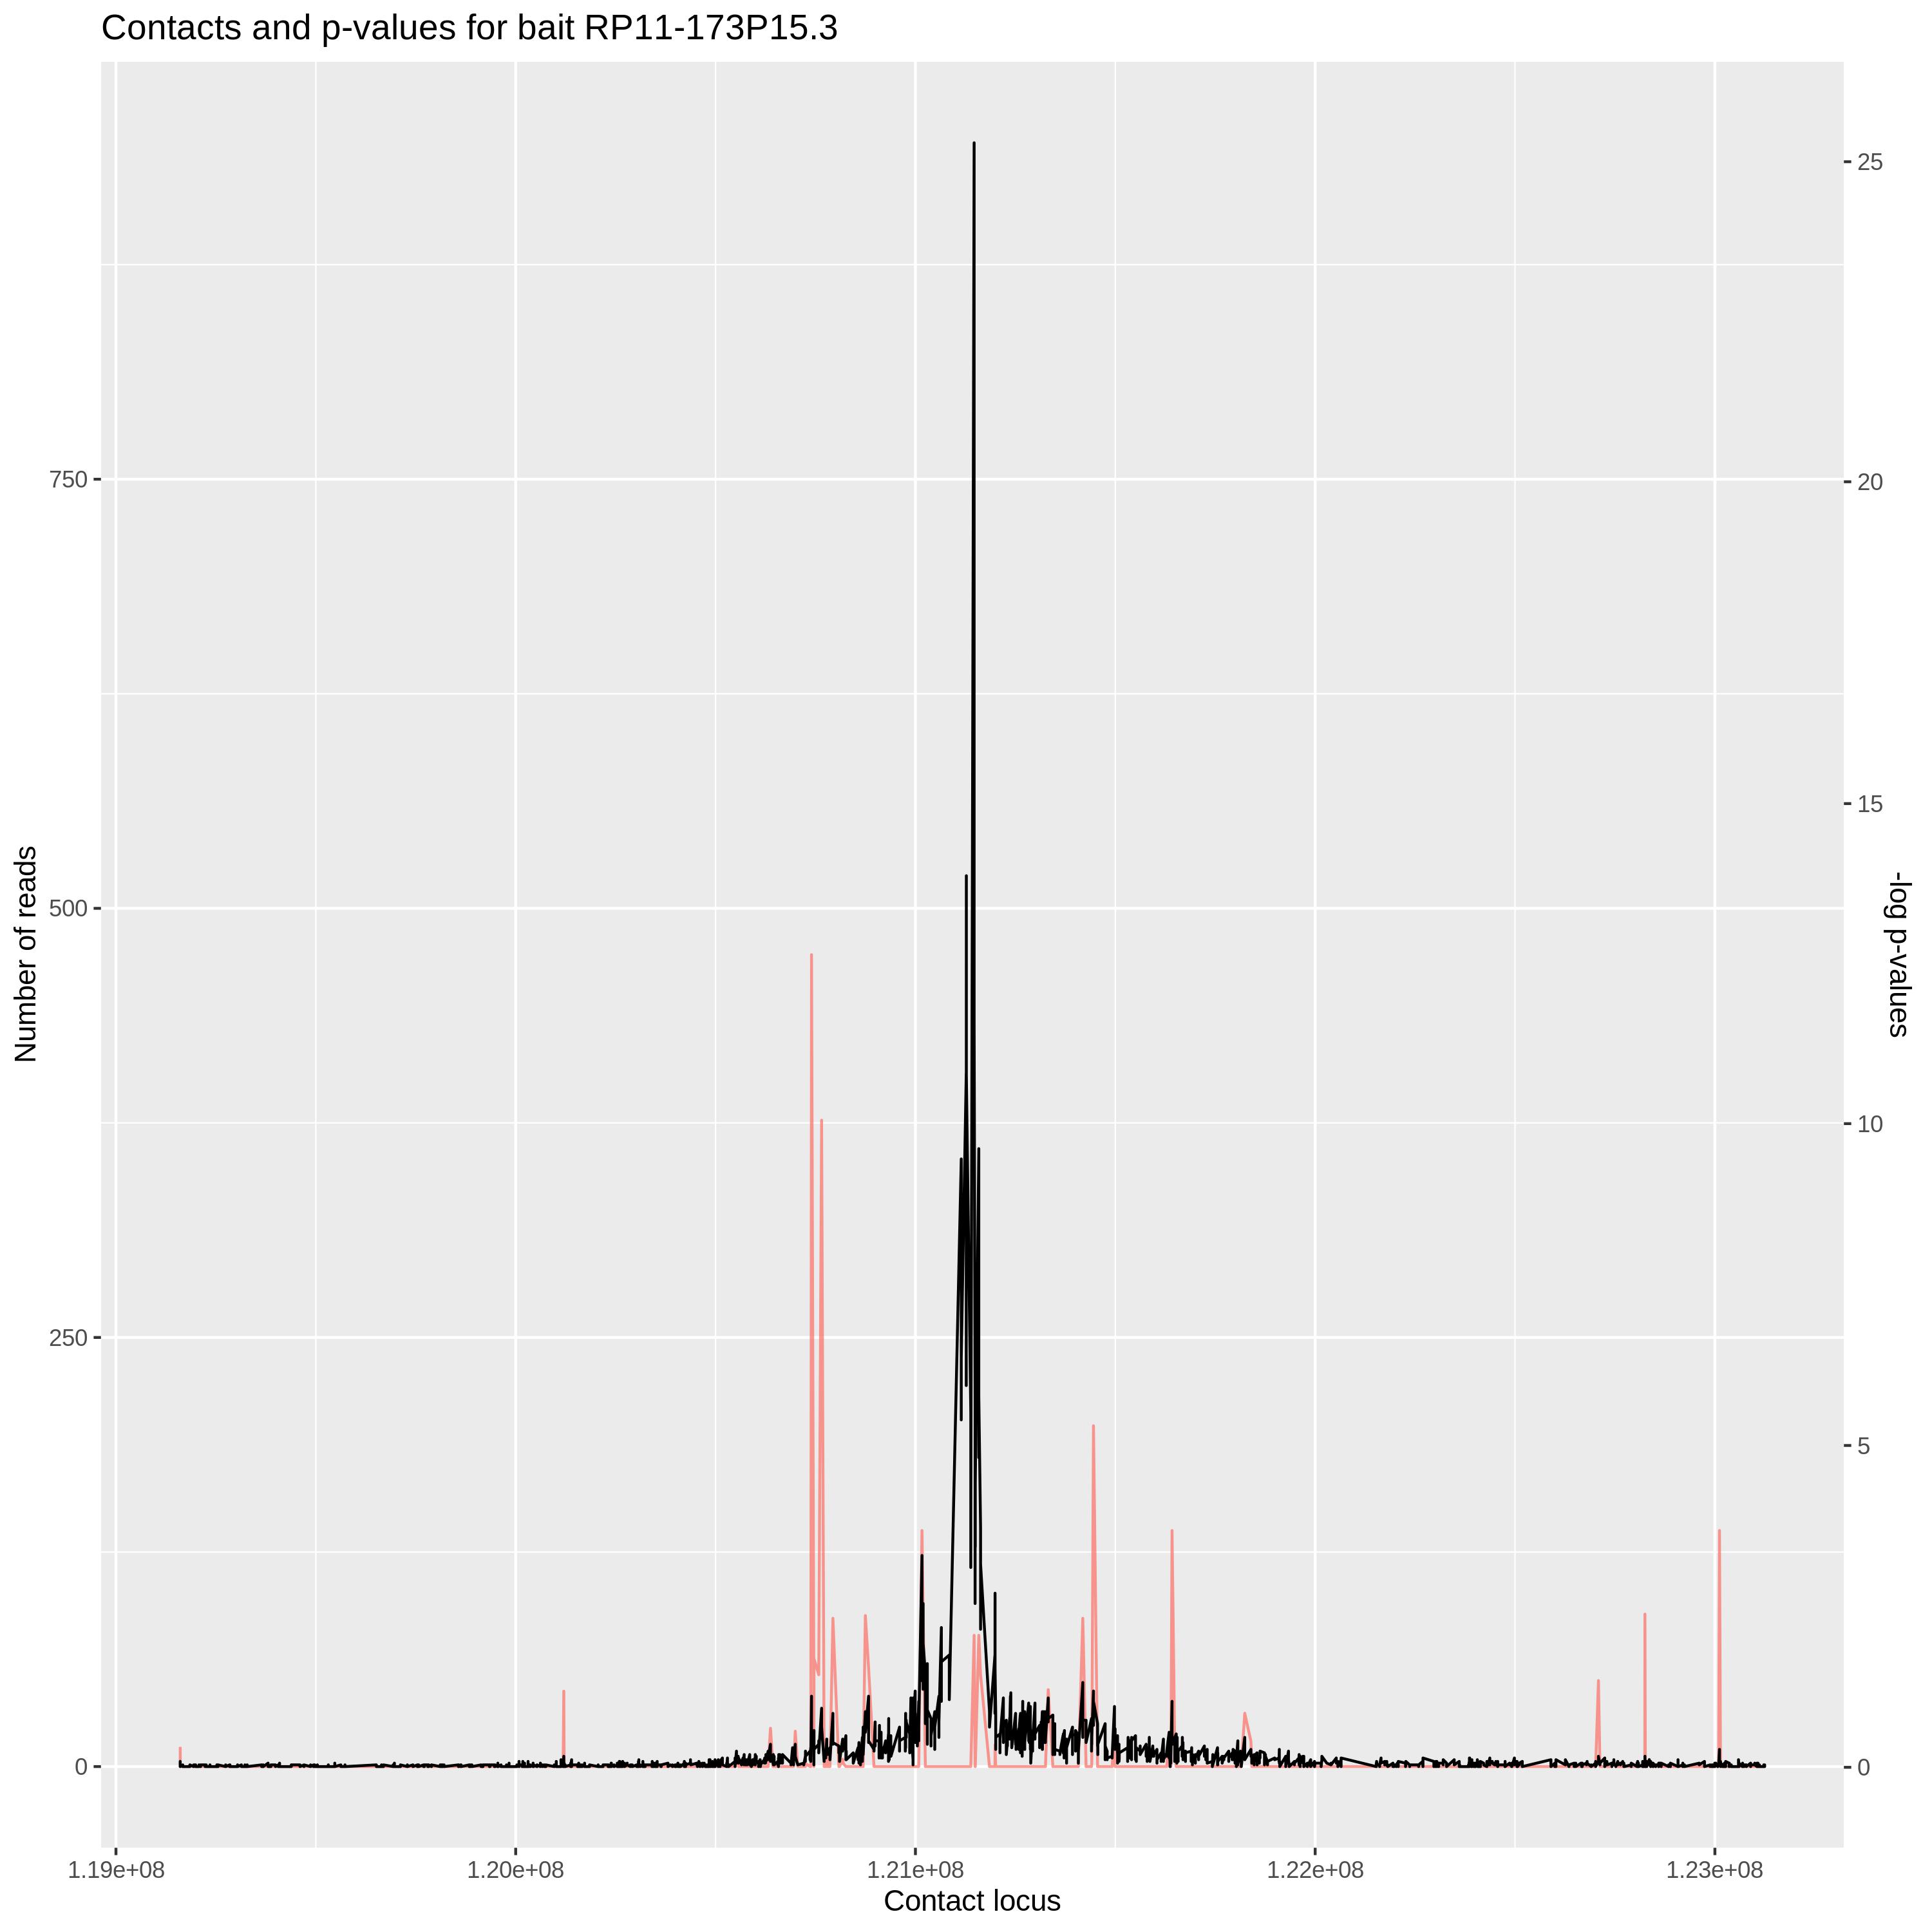 Contacts and p-values for bait RP11-173P15.3
Number of reads
750
500
250
0
25
20
15
10
5
0
-log p-values
1.19e+08
1.20e+08
1.21e+08
1.22e+08
1.23e+08
Contact locus